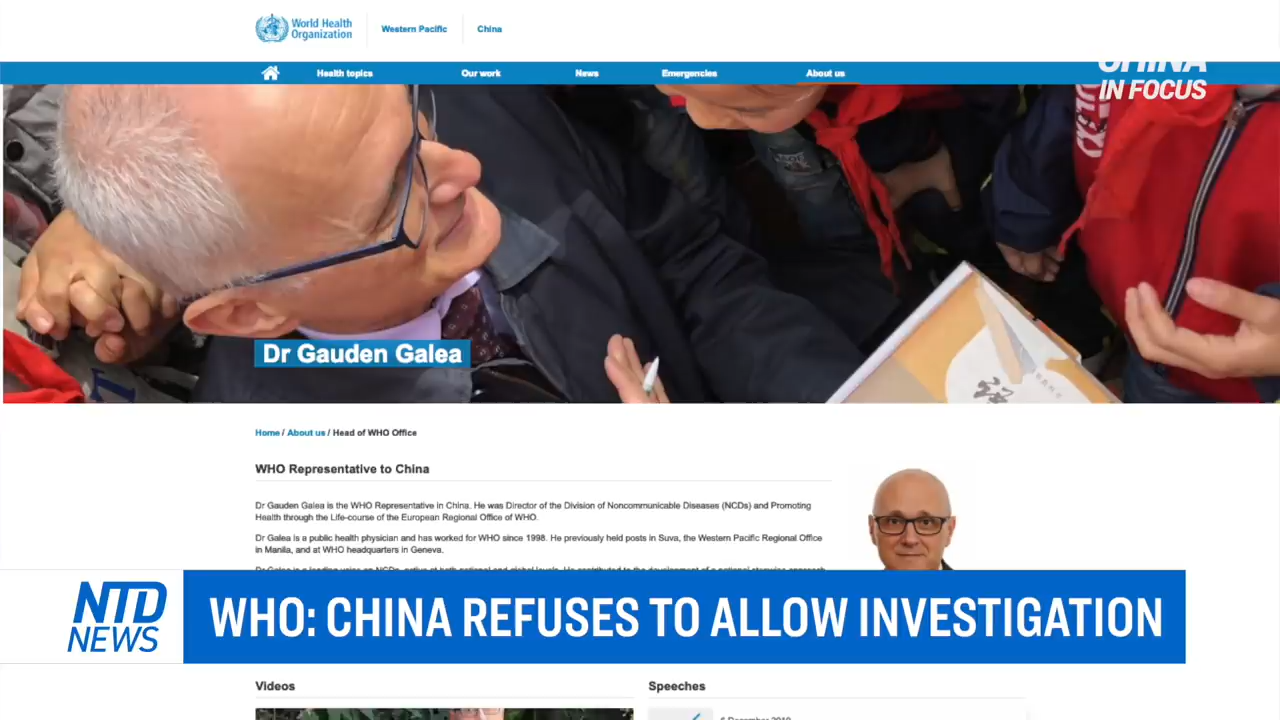 World Health
Organization
Western Pacific
China
Health topics
Our work
News
Emergencies
About us
CHINA
IN FOCUS
Dr Gauden Galea
Home / About us / Head of WHO Office
WHO Representative to China
Dr Gauden Galea is the WHO Representative in China. He was Director of the Division of Noncommunicable Diseases (NCDs) and Promoting
Health through the Life-course of the European Regional Office of WHO.
Dr Galea is a public health physician and has worked for WHO since 1998. He previously held posts in Suva, the Western Pacific Regional Office
in Manila, and at WHO headquarters in Geneva.
NTD
NEWS
WHO: CHINA REFUSES TO ALLOW INVESTIGATION
Videos
Speeches